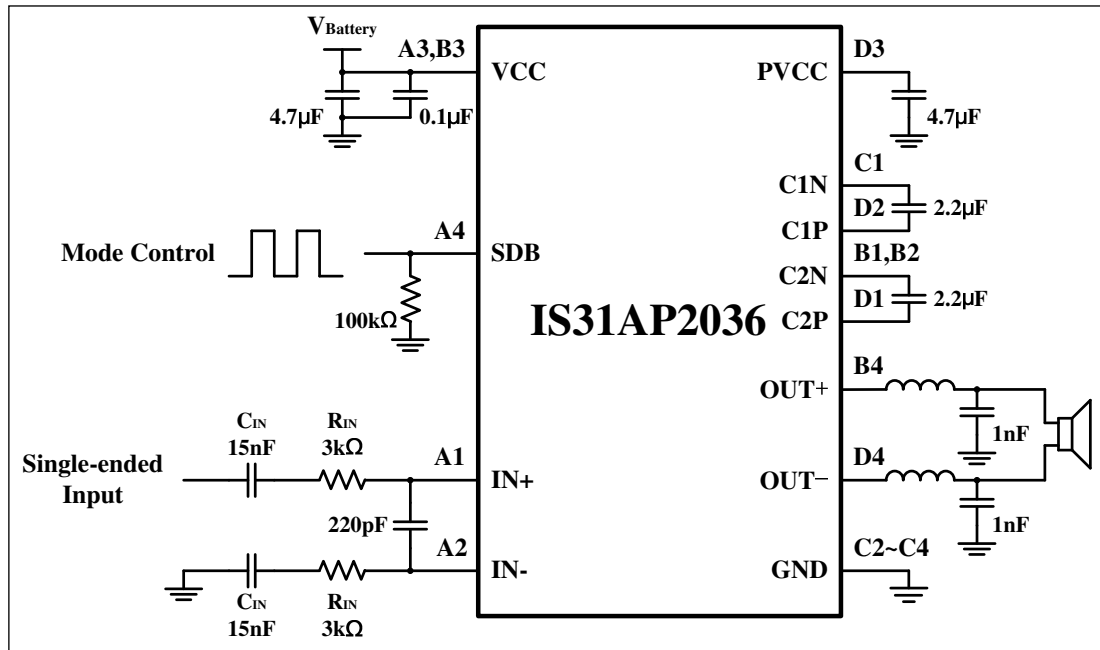 VBattery
A3,B3
VCC
4.7µF
0.1µF
D3
PVCC
4.7µF
C1
C1N
D2
2.2µF
C1P
B1,B2
C2N
D1
2.2µF
C2P
Mode Control
A4
SDB
100kΩ
IS31AP2036
B4
OUT+
1nF
D4
OUT−
1nF
C2~C4
GND
CIN
15nF
RIN
3kΩ
Single-ended
Input
A1
IN+
220pF
A2
IN-
CIN
15nF
RIN
3kΩ